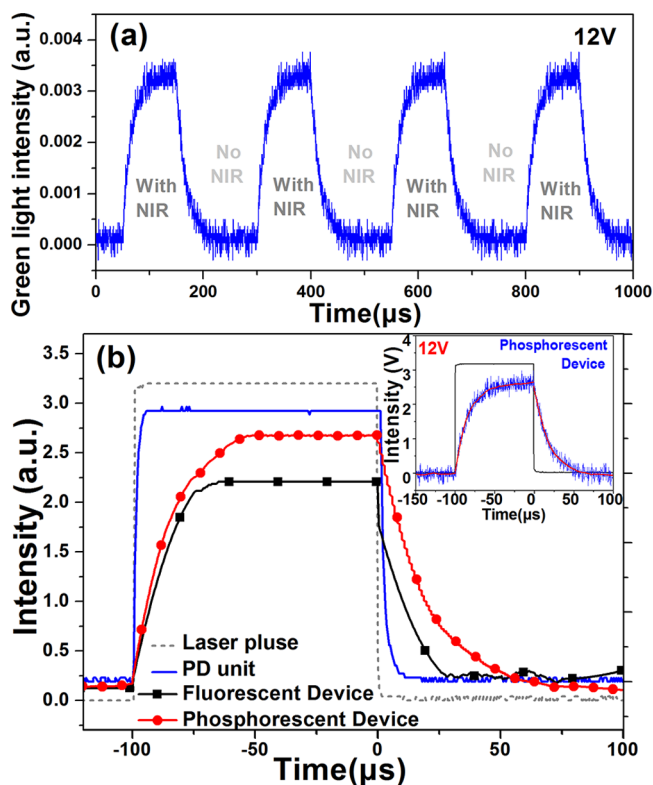 (a)
12V
Green light intensity (a.u.)
0.004
0.003
0.002
0.001
0.000
With NIR
No NIR
With NIR
No NIR
With NIR
No NIR
With NIR
0 200 400 600 800 1000
Time(μs)
(b)
Intensity (a.u.)
3.5
3.0
2.5
2.0
1.5
1.0
0.5
0.0
Laser pluse
PD unit
Fluorescent Device
Phosphorescent Device
-100 -50 0 50 100
Time(μs)
12V
Phosphorescent
Device
Intensity (V)
4
3
2
1
0
-150 -100 -50 0 50 100
Time(μs)